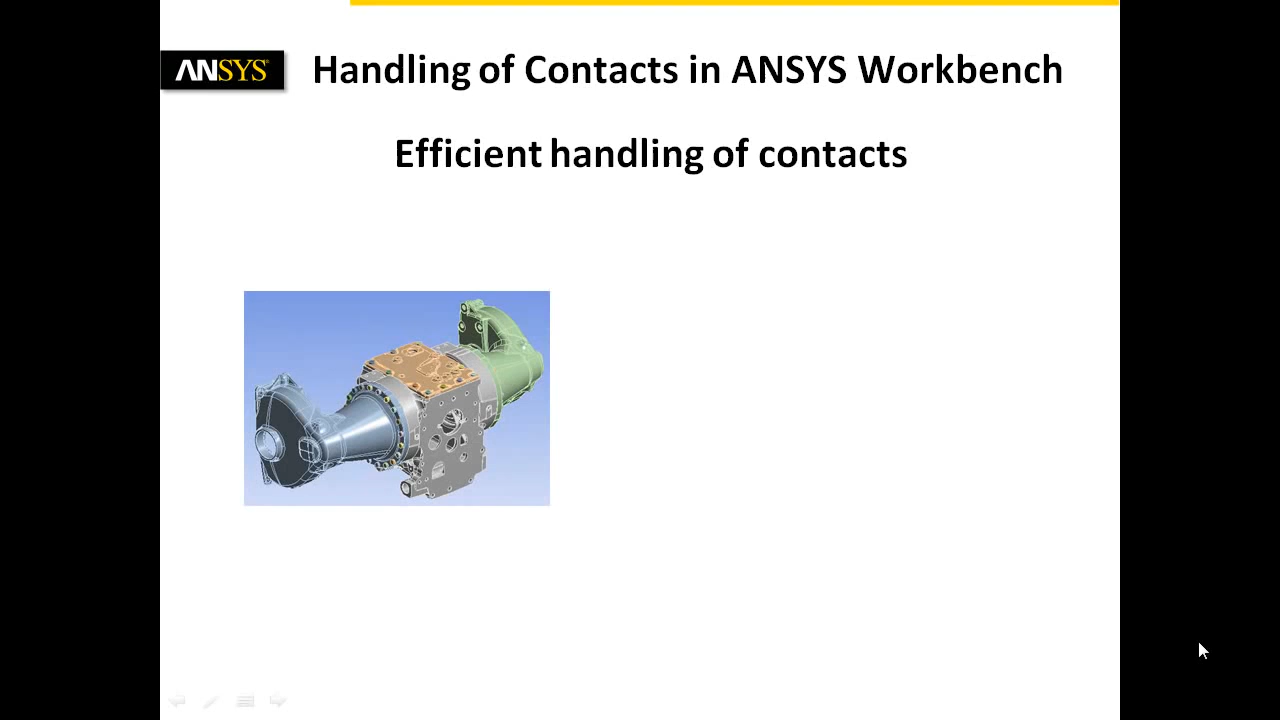 ANSYS
Handling of Contacts in ANSYS Workbench
Efficient handling of contacts